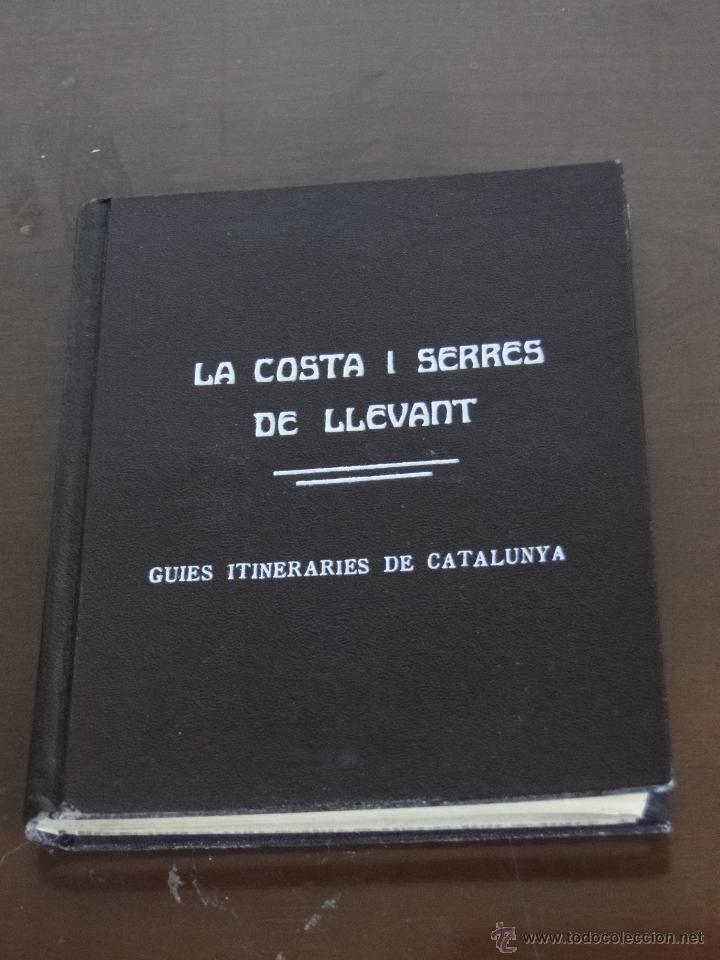 LA COSTA I SERRES
DE LLEVANT
GUIES ITINERARIES DE CATALUNYA
© www.todocoleccion.net